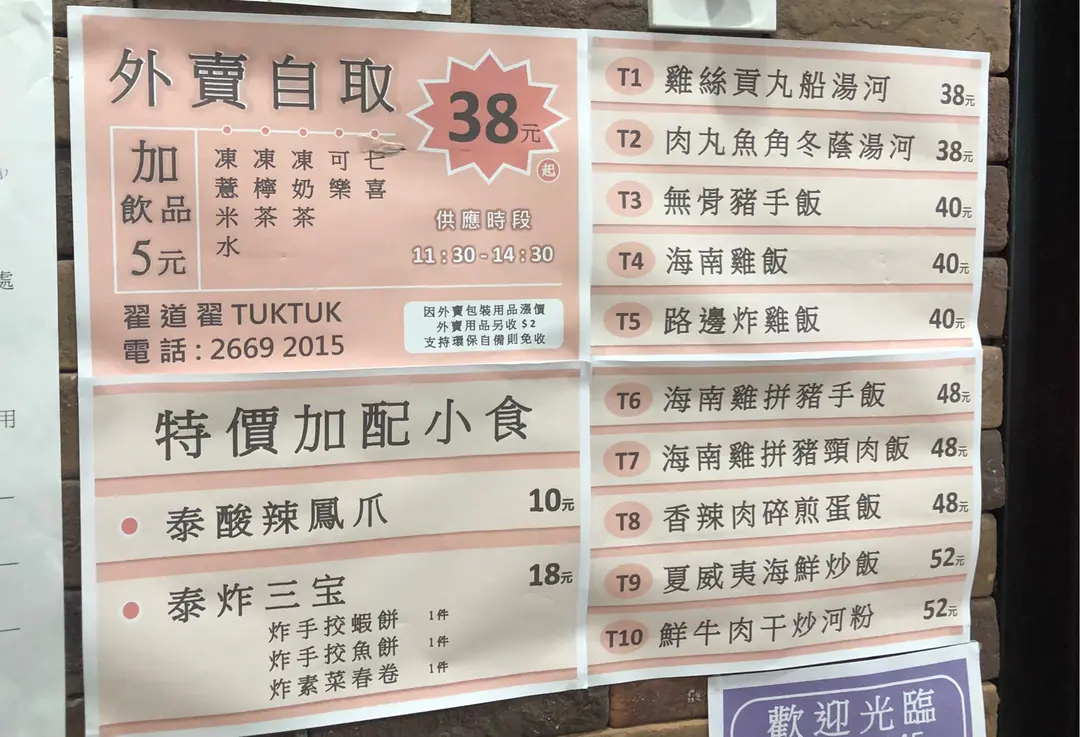 外賣自取
38元
起
加
飲品
5元
凍薏米水
凍檸茶
凍奶茶
可樂
七喜
供應時段
11:30-14:30
翟道翟 TUKTUK
電話:2669 2015
因外賣包裝用品漲價
外賣用品另收$2
支持環保自備則免收
特價加配小食
泰酸辣鳳爪 10元
泰炸三宝 18元
炸手挍蝦餅 1件
炸手挍魚餅 1件
炸素菜春卷 1件
T1 雞絲貢丸船湯河 38元
T2 肉丸魚角冬蔭湯河 38元
T3 無骨豬手飯 40元
T4 海南雞飯 40元
T5 路邊炸雞飯 40元
T6 海南雞拼豬手飯 48元
T7 海南雞拼豬頸肉飯 48元
T8 香辣肉碎煎蛋飯 48元
T9 夏威夷海鮮炒飯 52元
T10 鮮牛肉干炒河粉 52元
歡迎光臨
處
用